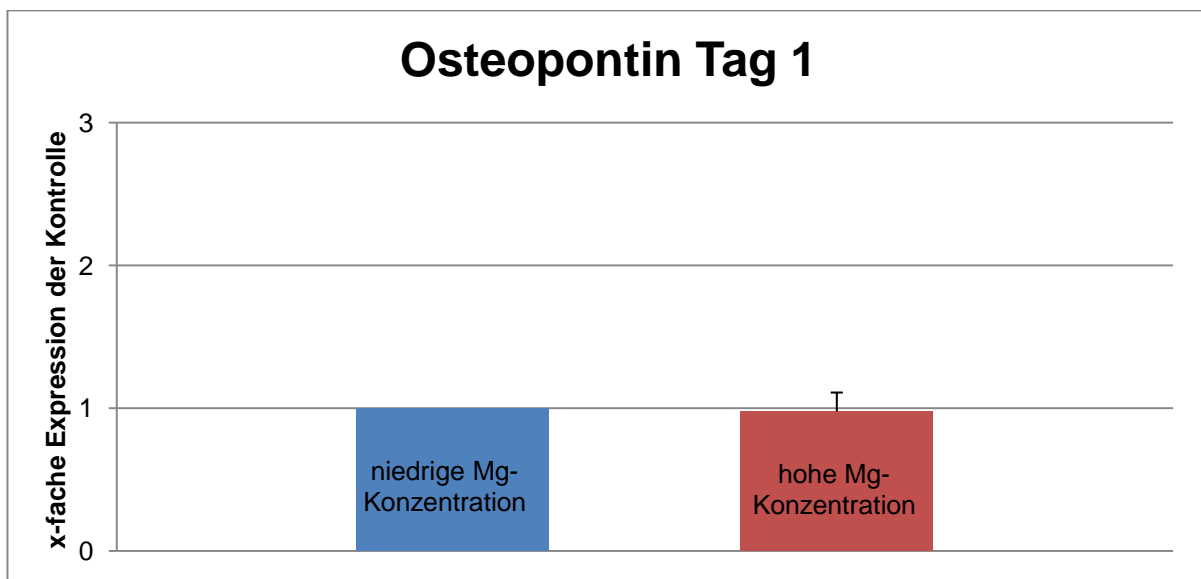 Osteopontin Tag 1
x-fache Expression der Kontrolle
3
2
1
0
niedrige Mg-
Konzentration
hohe Mg-
Konzentration